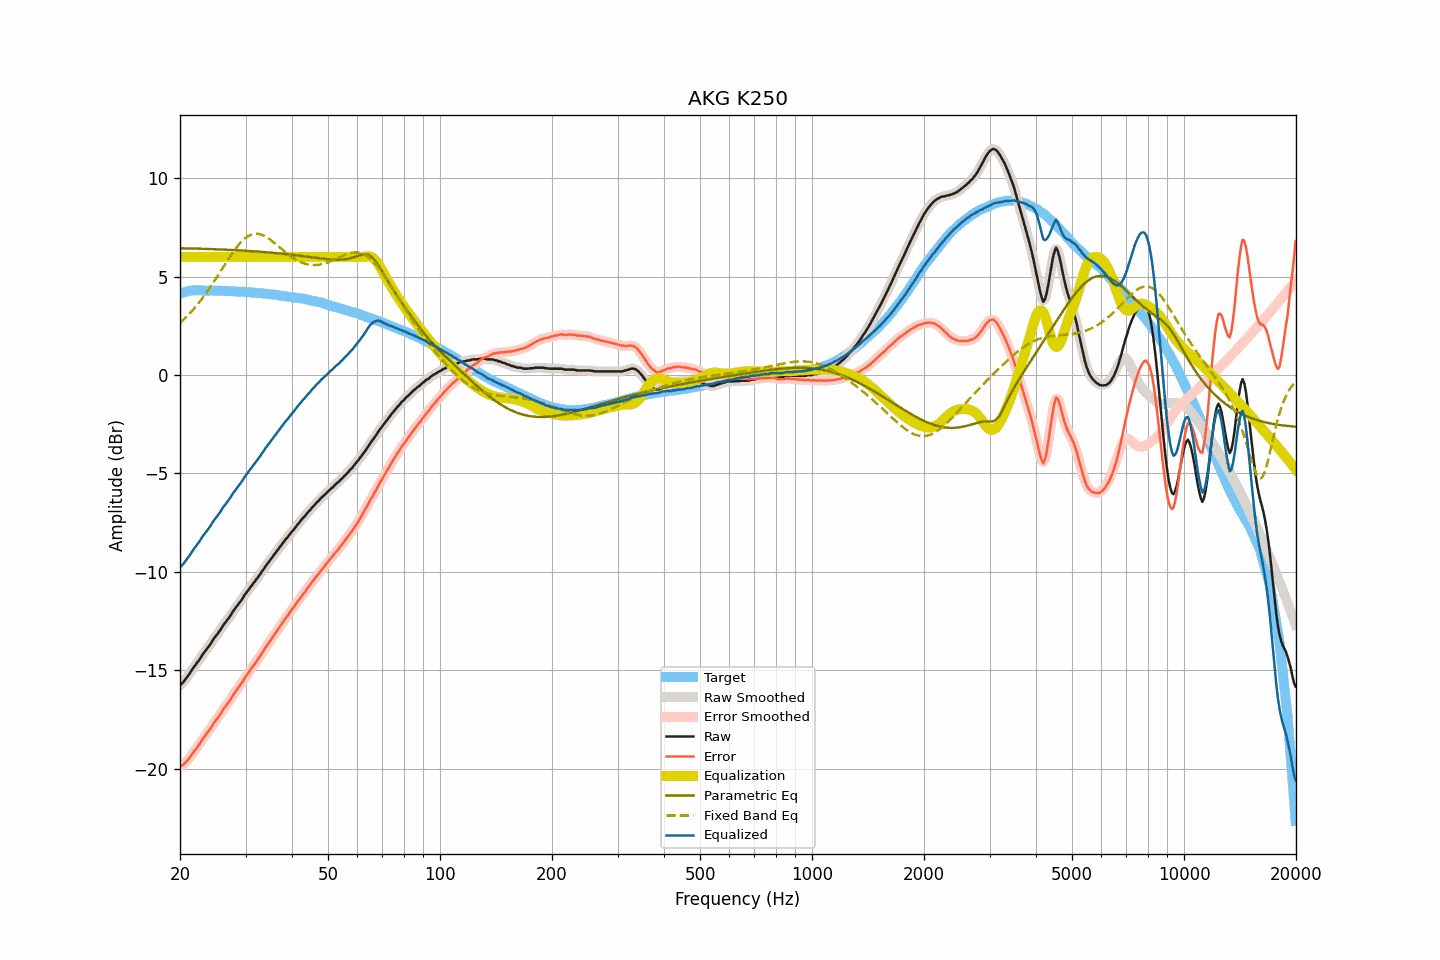 AKG K250
10
5
0
−5
−10
−15
−20
Amplitude (dBr)
Target
Raw Smoothed
Error Smoothed
Raw
Error
Equalization
Parametric Eq
Fixed Band Eq
Equalized
20 50 100 200 500 1000 2000 5000 10000 20000
Frequency (Hz)